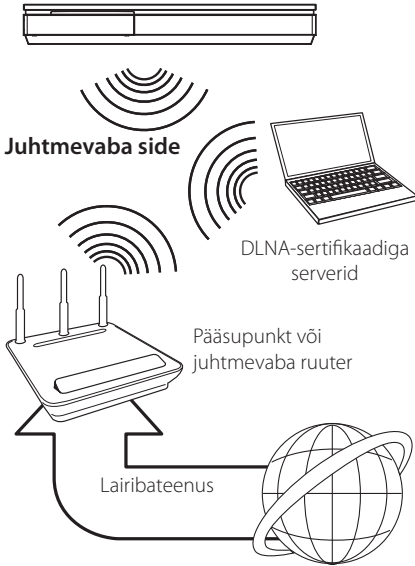 Juhtmevaba side
DLNA-sertifikaadiga
serverid
Pääsupunkt või
juhtmevaba ruuter
Lairibateenus